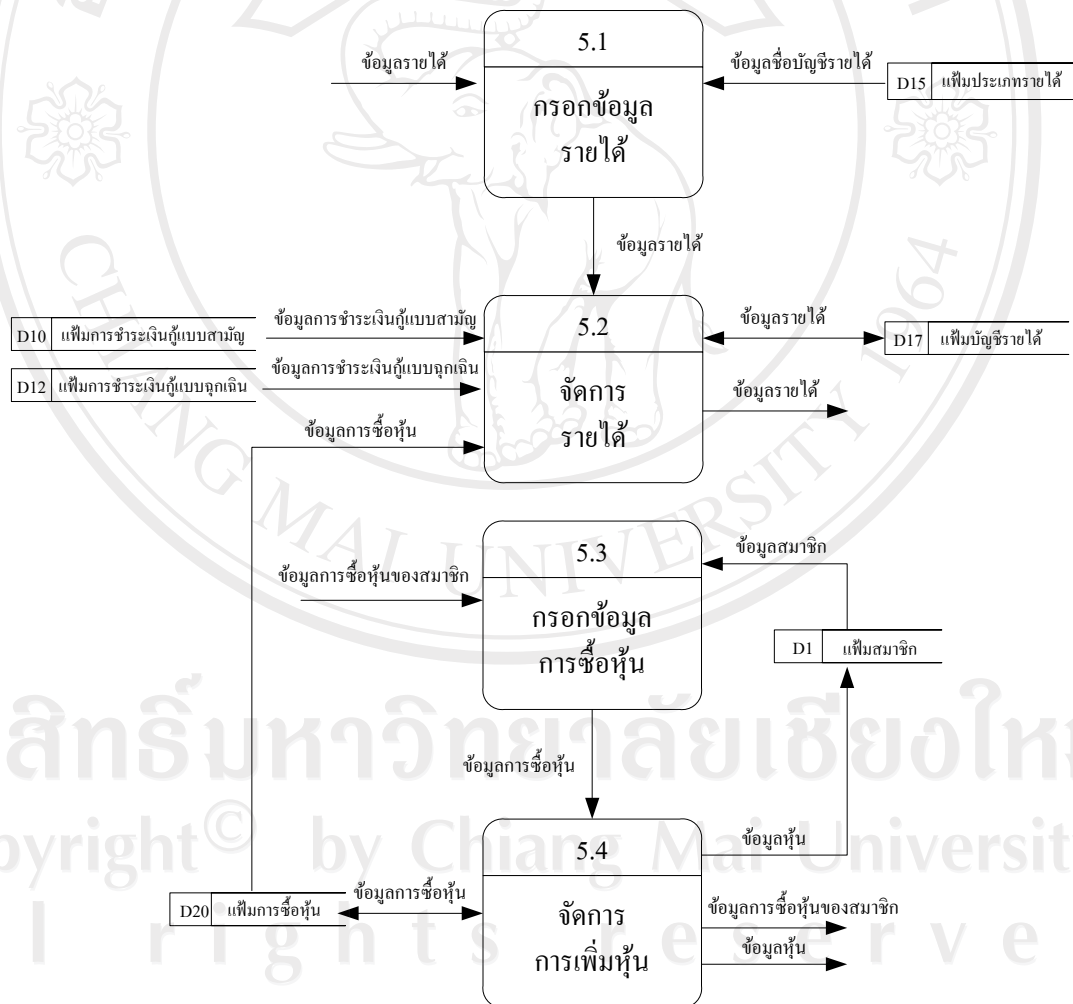 5.1
ข้อมูลรายได้
ข้อมูลชื่อบัญชีรายได้
D15 แฟ้มประเภทรายได้
กรอกข้อมูล
รายได้
ข้อมูลรายได้
5.2
D10 แฟ้มการชำระเงินกู้แบบสามัญ
ข้อมูลการชำระเงินกู้แบบสามัญ
ข้อมูลรายได้
D17 แฟ้มบัญชีรายได้
D12 แฟ้มการชำระเงินกู้แบบฉุกเฉิน
ข้อมูลการชำระเงินกู้แบบฉุกเฉิน
จัดการ
รายได้
ข้อมูลรายได้
ข้อมูลการซื้อหุ้น
CHIANG MAI UNIVERSITY 1964
5.3
ข้อมูลสมาชิก
ข้อมูลการซื้อหุ้นของสมาชิก
กรอกข้อมูล
การซื้อหุ้น
D1 แฟ้มสมาชิก
สิทธิ์มหาวิทยาลัยเชียงใหม
ข้อมูลการซื้อหุ้น
5.4
ข้อมูลหุ้น
pyright© by Chiang Mai Universit
D20 แฟ้มการซื้อหุ้น
ข้อมูลการซื้อหุ้น
จัดการ
การเพิ่มหุ้น
ข้อมูลการซื้อหุ้นของสมาชิก
ข้อมูลหุ้น
l rights reserve